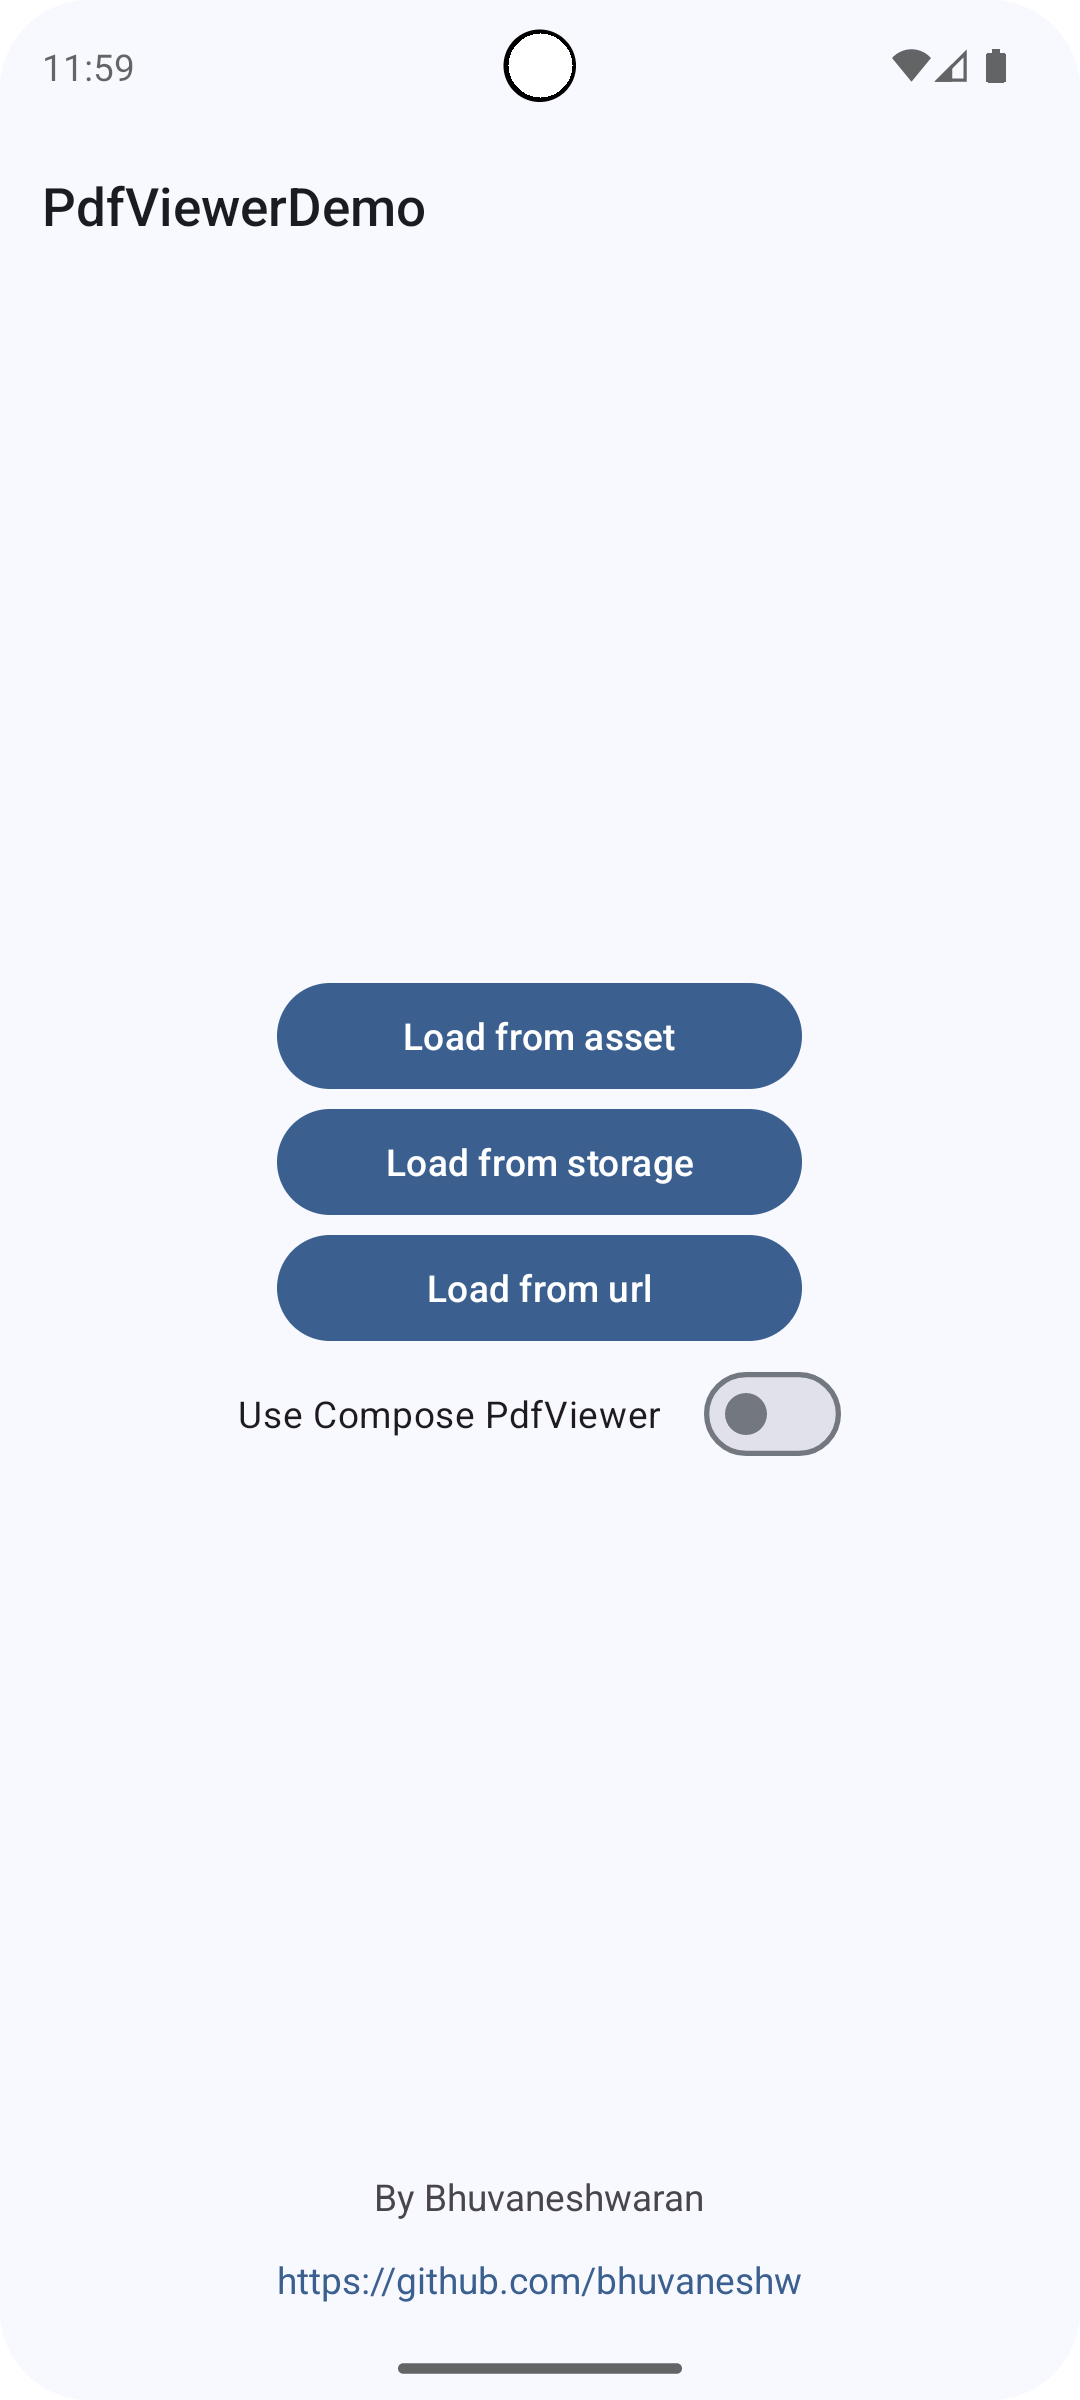 11:59
PdfViewerDemo
Load from asset
Load from storage
Load from url
Use Compose PdfViewer
By Bhuvaneshwaran
https://github.com/bhuvaneshw